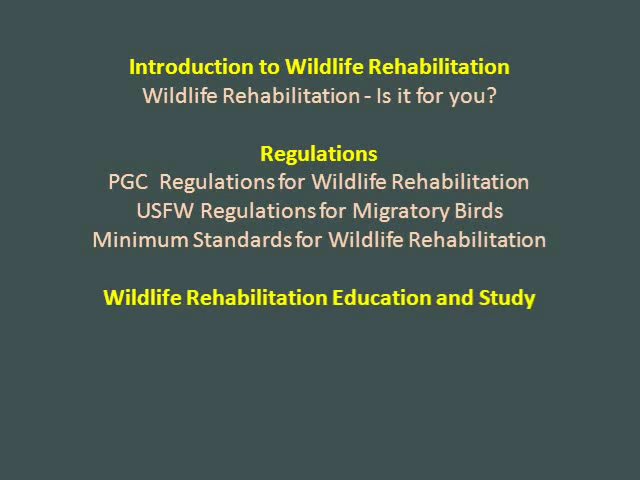 Introduction to Wildlife Rehabilitation
Wildlife Rehabilitation - Is it for you?
Regulations
PGC  Regulations for Wildlife Rehabilitation
USFW Regulations for Migratory Birds
Minimum Standards for Wildlife Rehabilitation
Wildlife Rehabilitation Education and Study